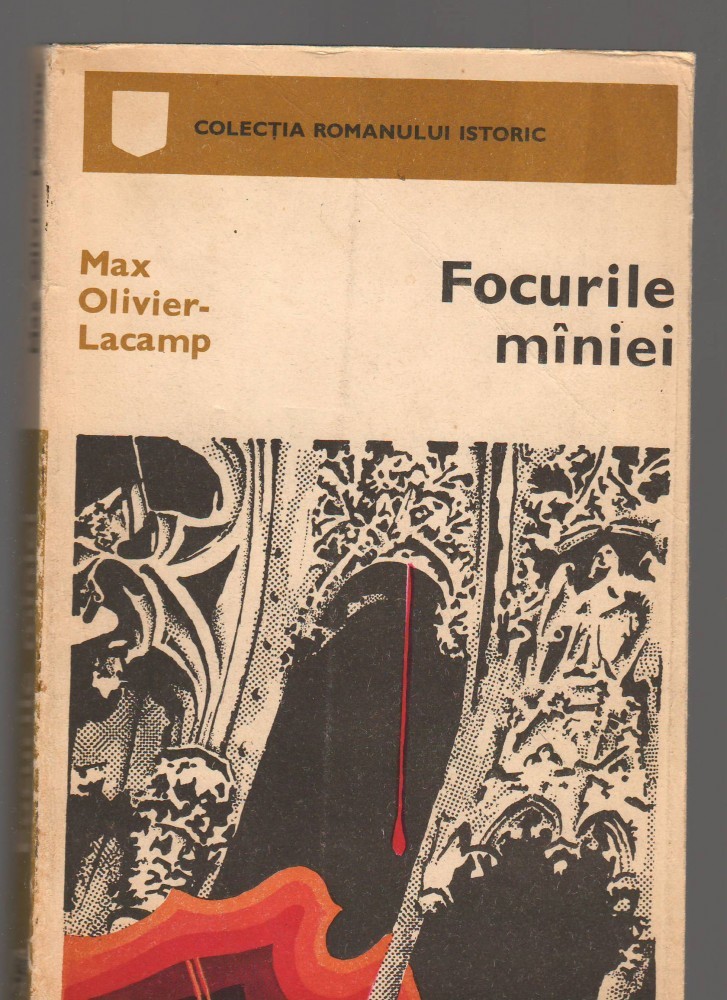 COLECȚIA ROMANULUI ISTORIC
Max
Olivier-
Lacamp
Focurile
mîniei